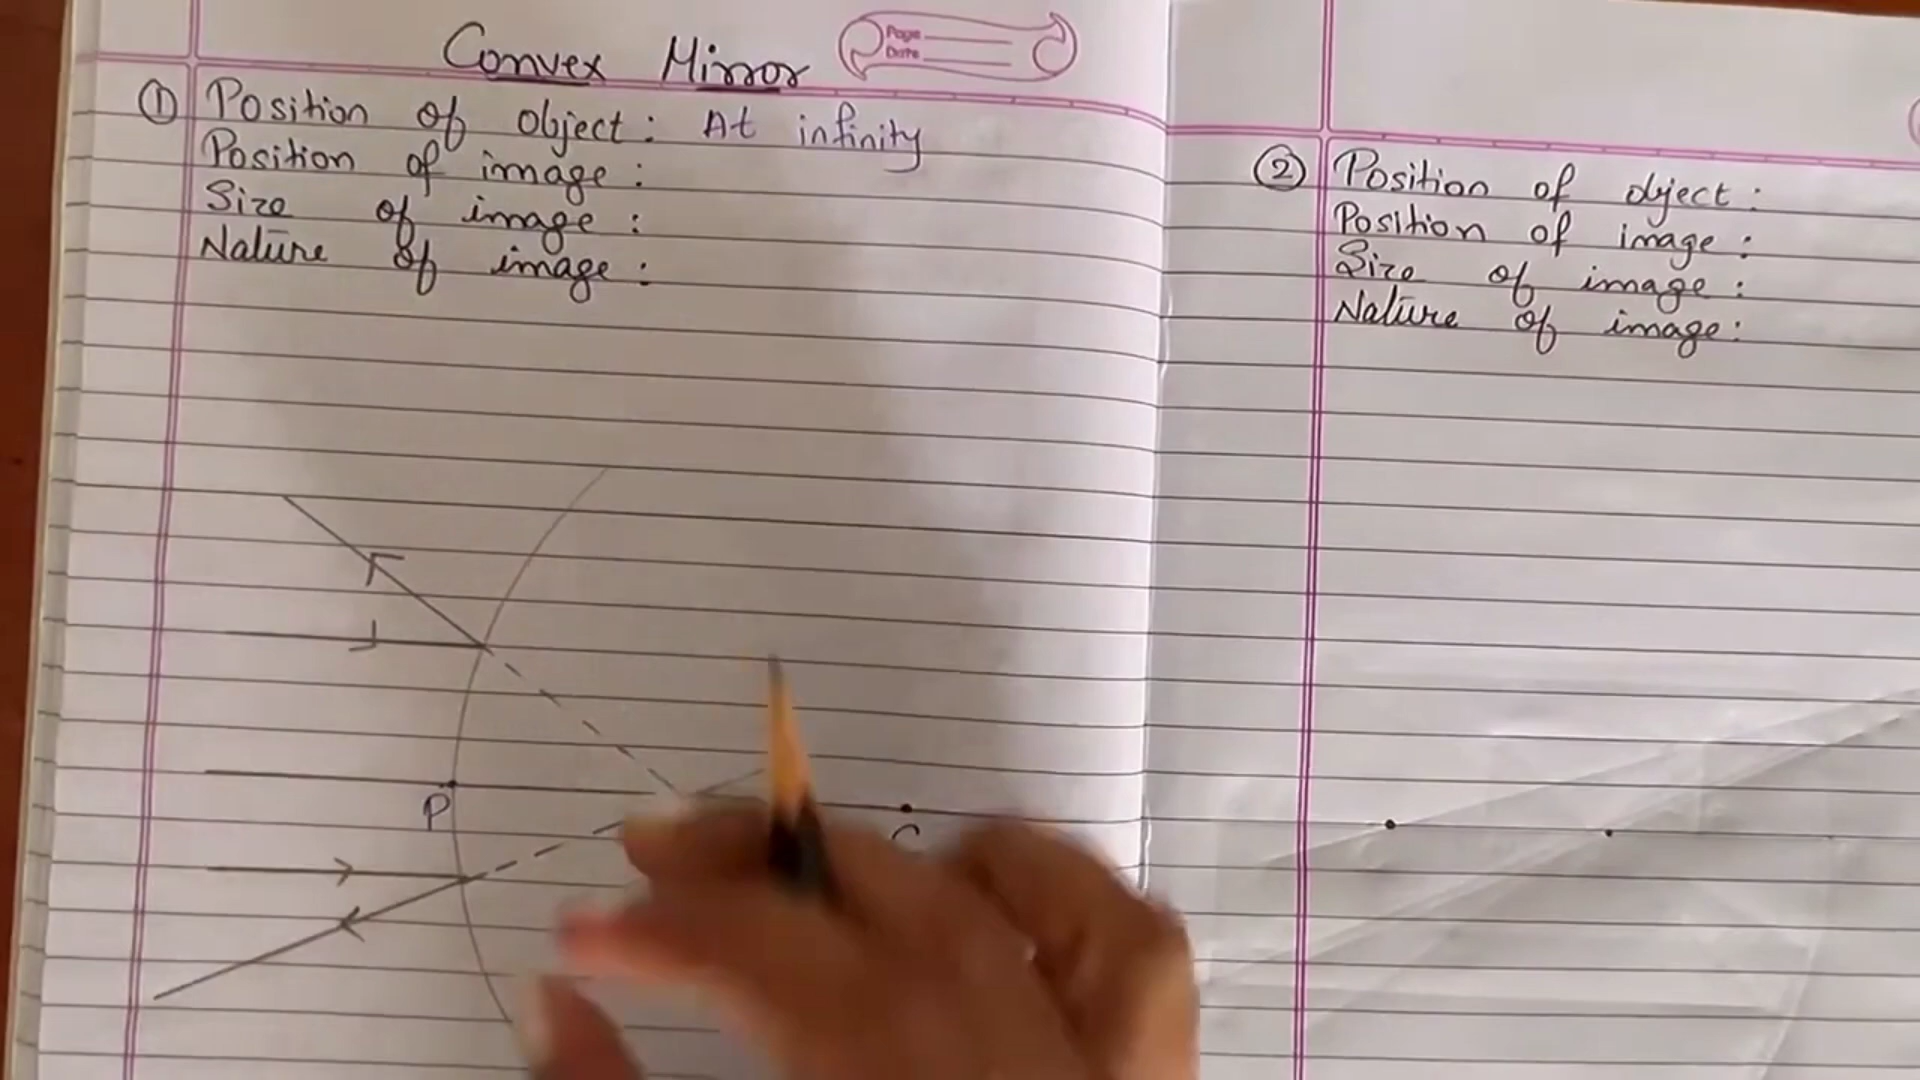 Convex Mirror
Page
Date
① Position of object: At infinity
Position of image:
Size of image:
Nature of image:
② Position of object:
Position of image:
Size of image:
Nature of image:
P
C